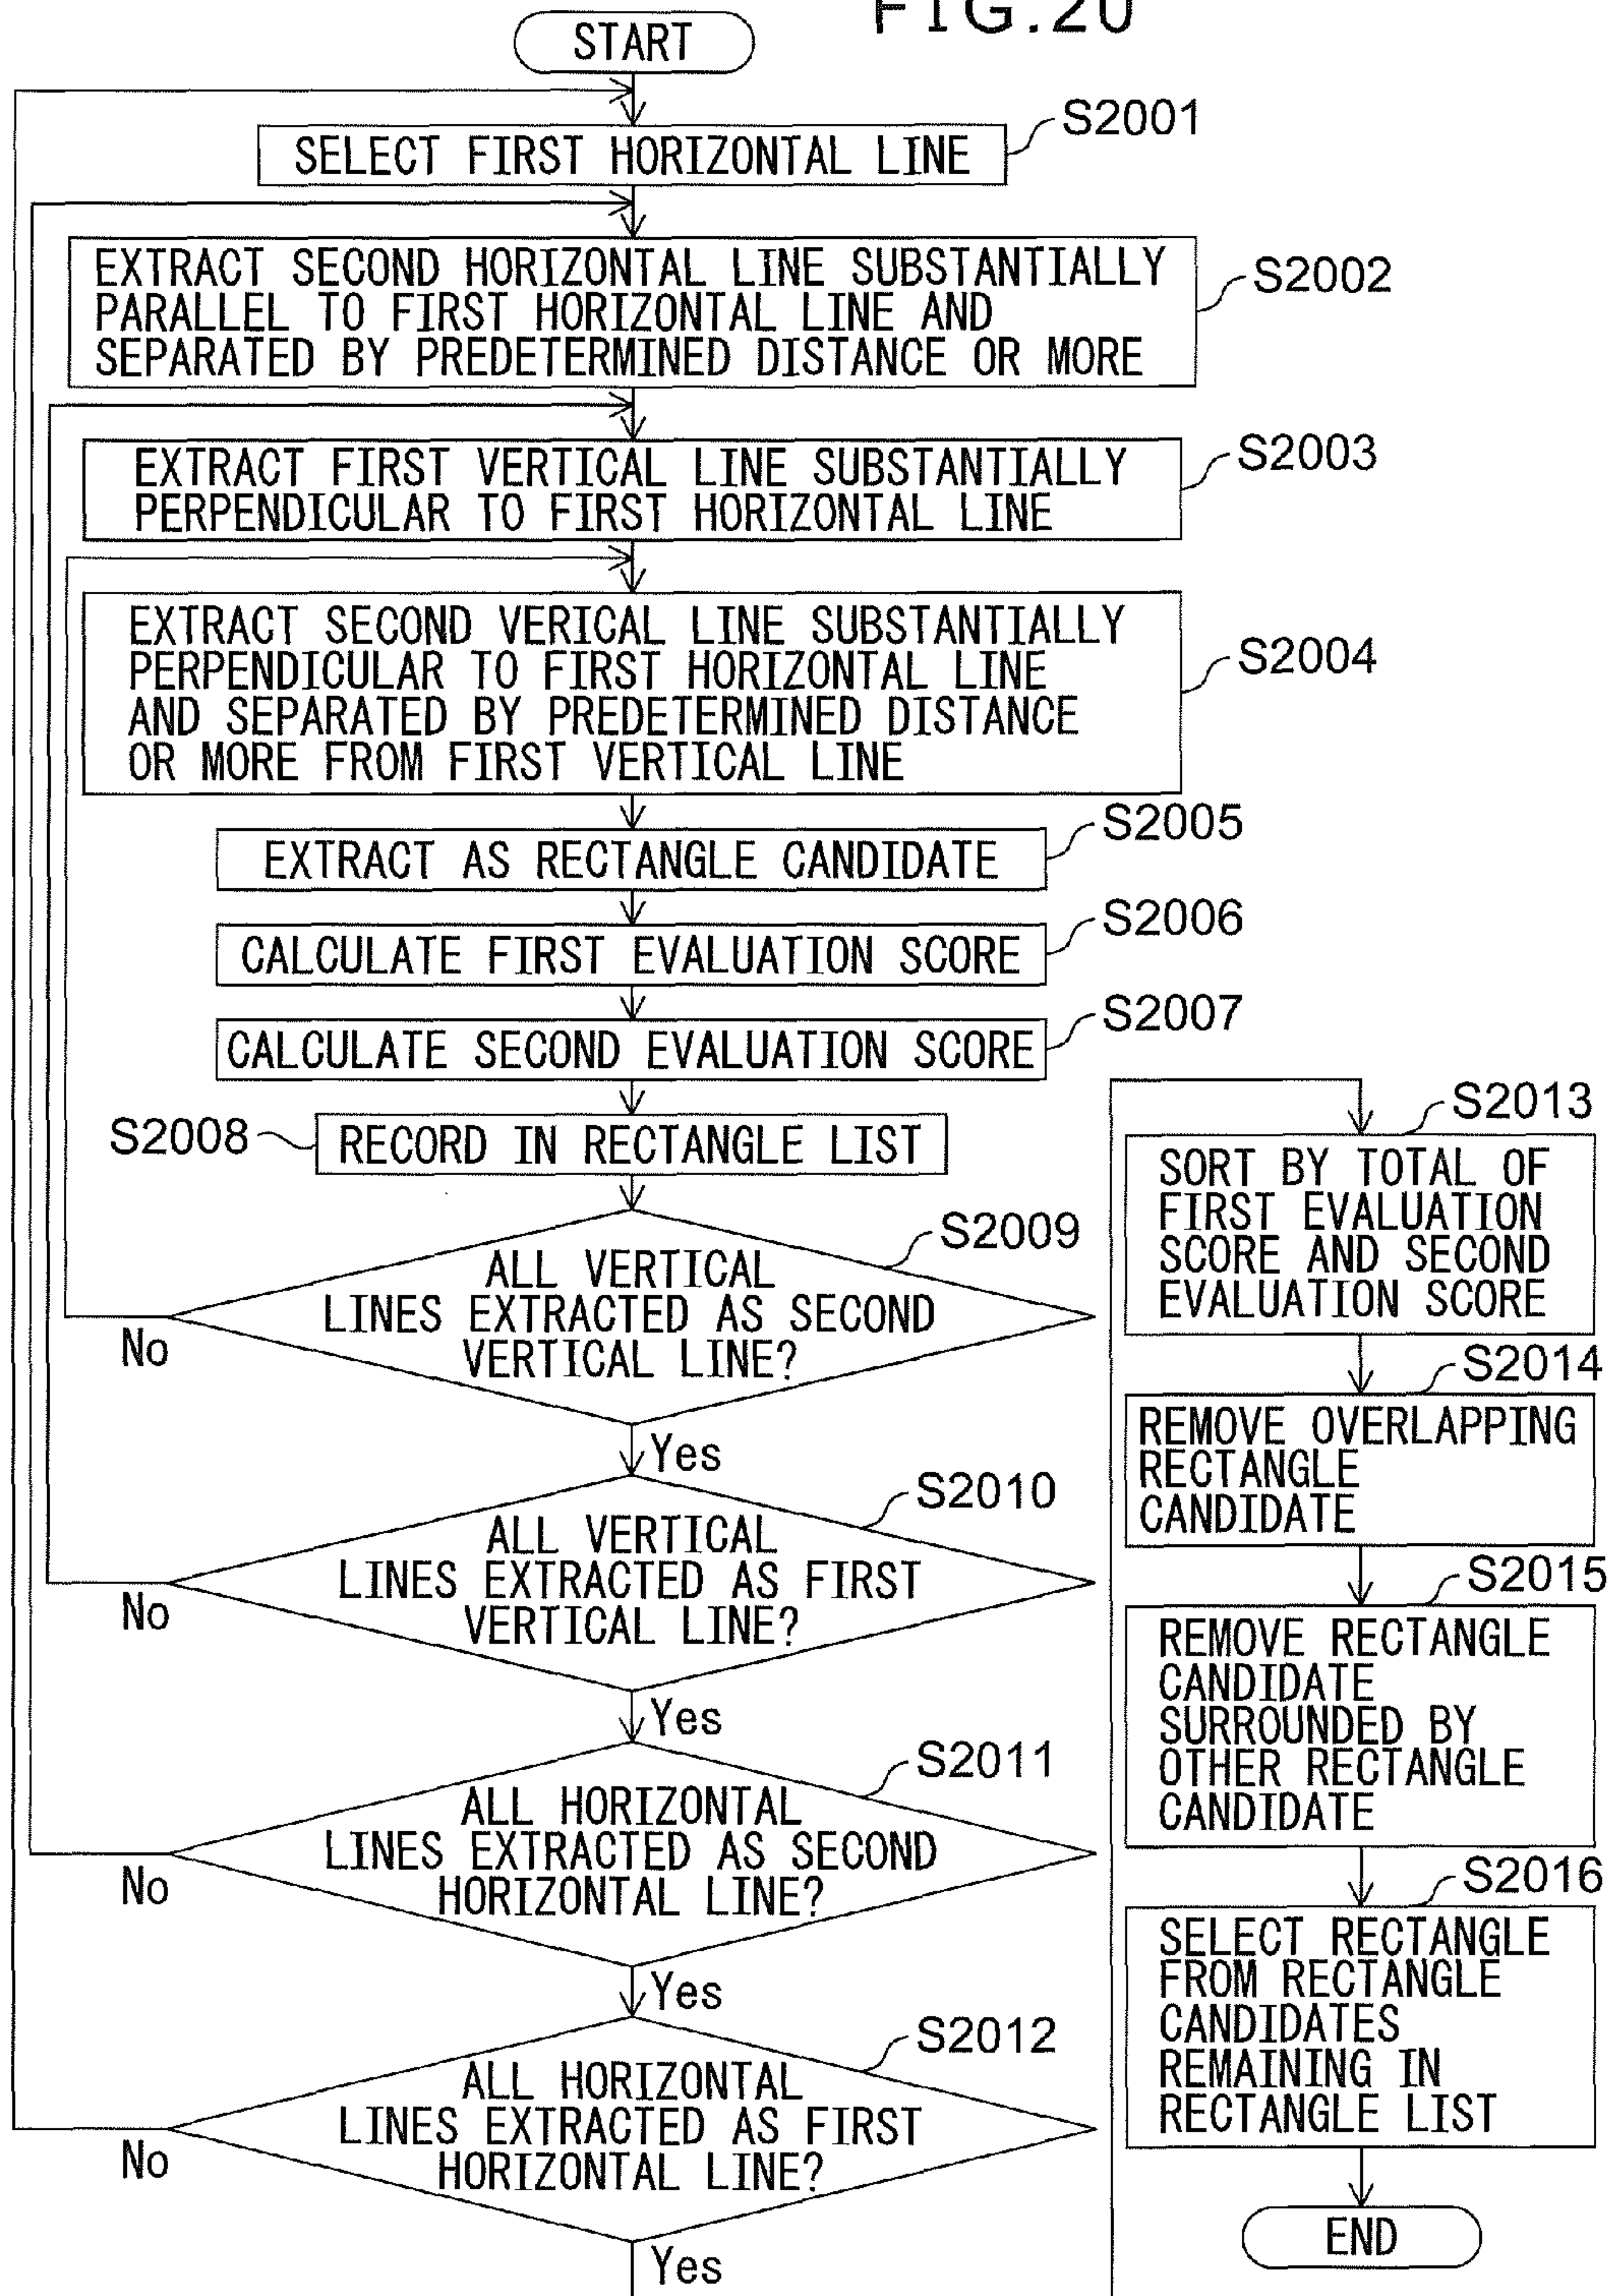 FIG.20
START
S2001
SELECT FIRST HORIZONTAL LINE
S2002
EXTRACT SECOND HORIZONTAL LINE SUBSTANTIALLY
PARALLEL TO FIRST HORIZONTAL LINE AND
SEPARATED BY PREDETERMINED DISTANCE OR MORE
S2003
EXTRACT FIRST VERTICAL LINE SUBSTANTIALLY
PERPENDICULAR TO FIRST HORIZONTAL LINE
S2004
EXTRACT SECOND VERICAL LINE SUBSTANTIALLY
PERPENDICULAR TO FIRST HORIZONTAL LINE
AND SEPARATED BY PREDETERMINED DISTANCE
OR MORE FROM FIRST VERTICAL LINE
S2005
EXTRACT AS RECTANGLE CANDIDATE
S2006
CALCULATE FIRST EVALUATION SCORE
S2007
CALCULATE SECOND EVALUATION SCORE
S2008
RECORD IN RECTANGLE LIST
S2009
ALL VERTICAL
LINES EXTRACTED AS SECOND
VERTICAL LINE?
No
Yes
S2010
ALL VERTICAL
LINES EXTRACTED AS FIRST
VERTICAL LINE?
No
Yes
S2011
ALL HORIZONTAL
LINES EXTRACTED AS SECOND
HORIZONTAL LINE?
No
Yes
S2012
ALL HORIZONTAL
LINES EXTRACTED AS FIRST
HORIZONTAL LINE?
No
Yes
S2013
SORT BY TOTAL OF
FIRST EVALUATION
SCORE AND SECOND
EVALUATION SCORE
S2014
REMOVE OVERLAPPING
RECTANGLE
CANDIDATE
S2015
REMOVE RECTANGLE
CANDIDATE
SURROUNDED BY
OTHER RECTANGLE
CANDIDATE
S2016
SELECT RECTANGLE
FROM RECTANGLE
CANDIDATES
REMAINING IN
RECTANGLE LIST
END